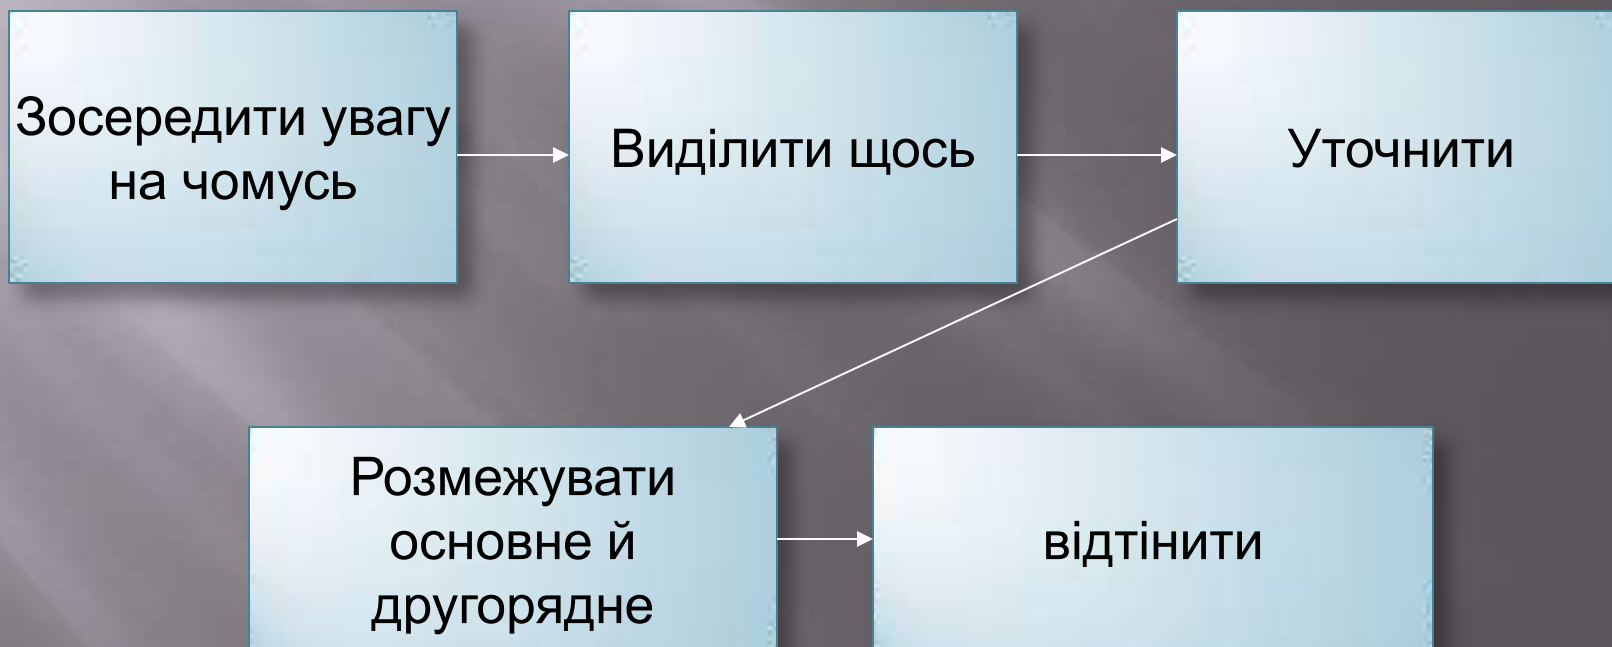 Зосередити увагу
на чомусь
Виділити щось
Уточнити
Розмежувати
основне й
другорядне
відтінити